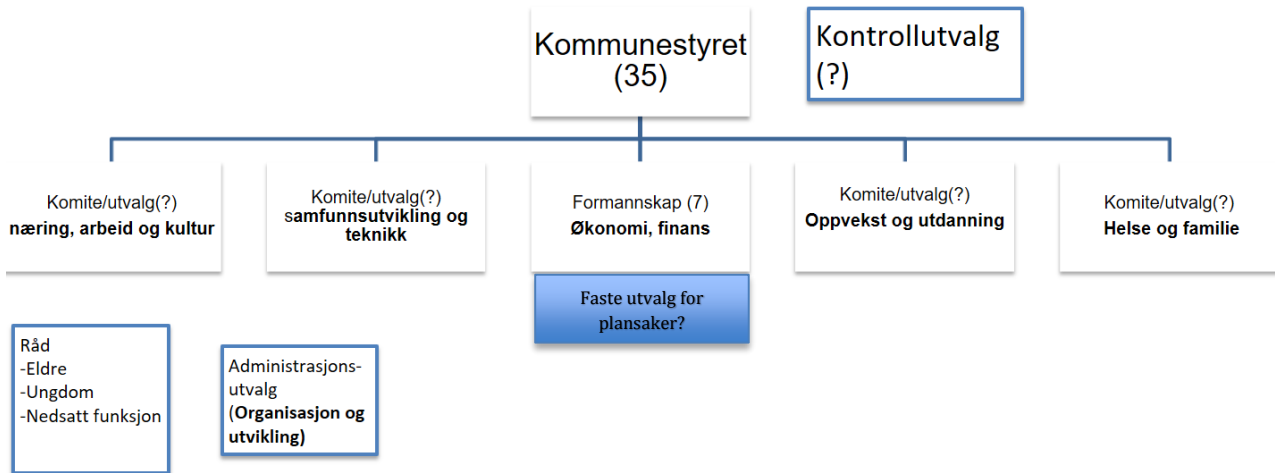 Kommunestyret
(35)
Kontrollutvalg
(?)
Komite/utvalg(?)
næring, arbeid og kultur
Komite/utvalg(?)
samfunnsutvikling og
teknikk
Formannskap (7)
Økonomi, finans
Komite/utvalg(?)
Oppvekst og utdanning
Komite/utvalg(?)
Helse og familie
Faste utvalg for
plansaker?
Råd
-Eldre
-Ungdom
-Nedsatt funksjon
Administrasjons-
utvalg
(Organisasjon og
utvikling)